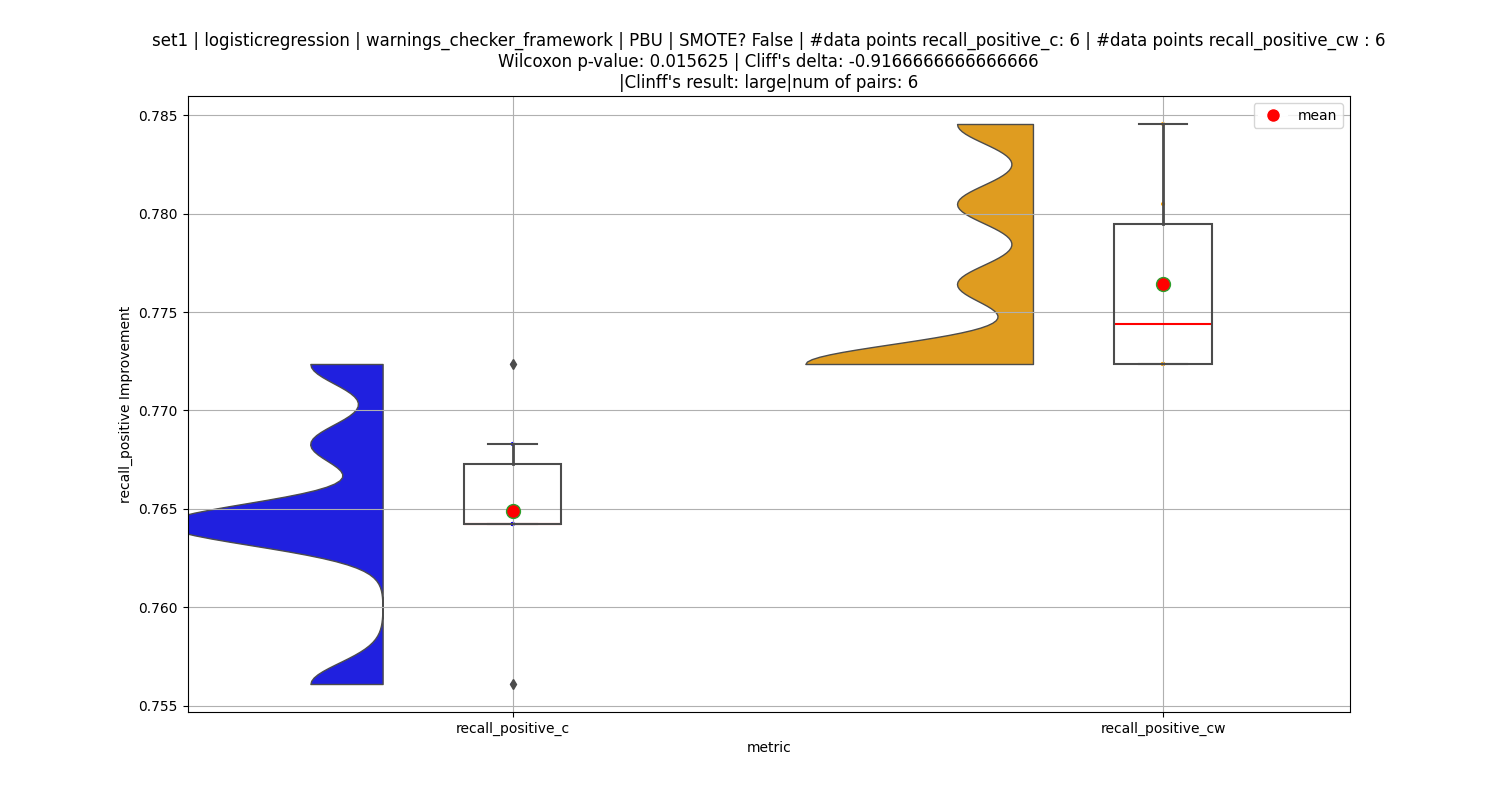 set1 | logisticregression | warnings_checker_framework | PBU | SMOTE? False | #data points recall_positive_c: 6 | #data points recall_positive_cw : 6
Wilcoxon p-value: 0.015625 | Cliff's delta: -0.9166666666666666
|Clinff's result: large|num of pairs: 6
mean
0.785
0.780
0.775
0.770
0.765
0.760
0.755
recall_positive Improvement
recall_positive_c
recall_positive_cw
metric